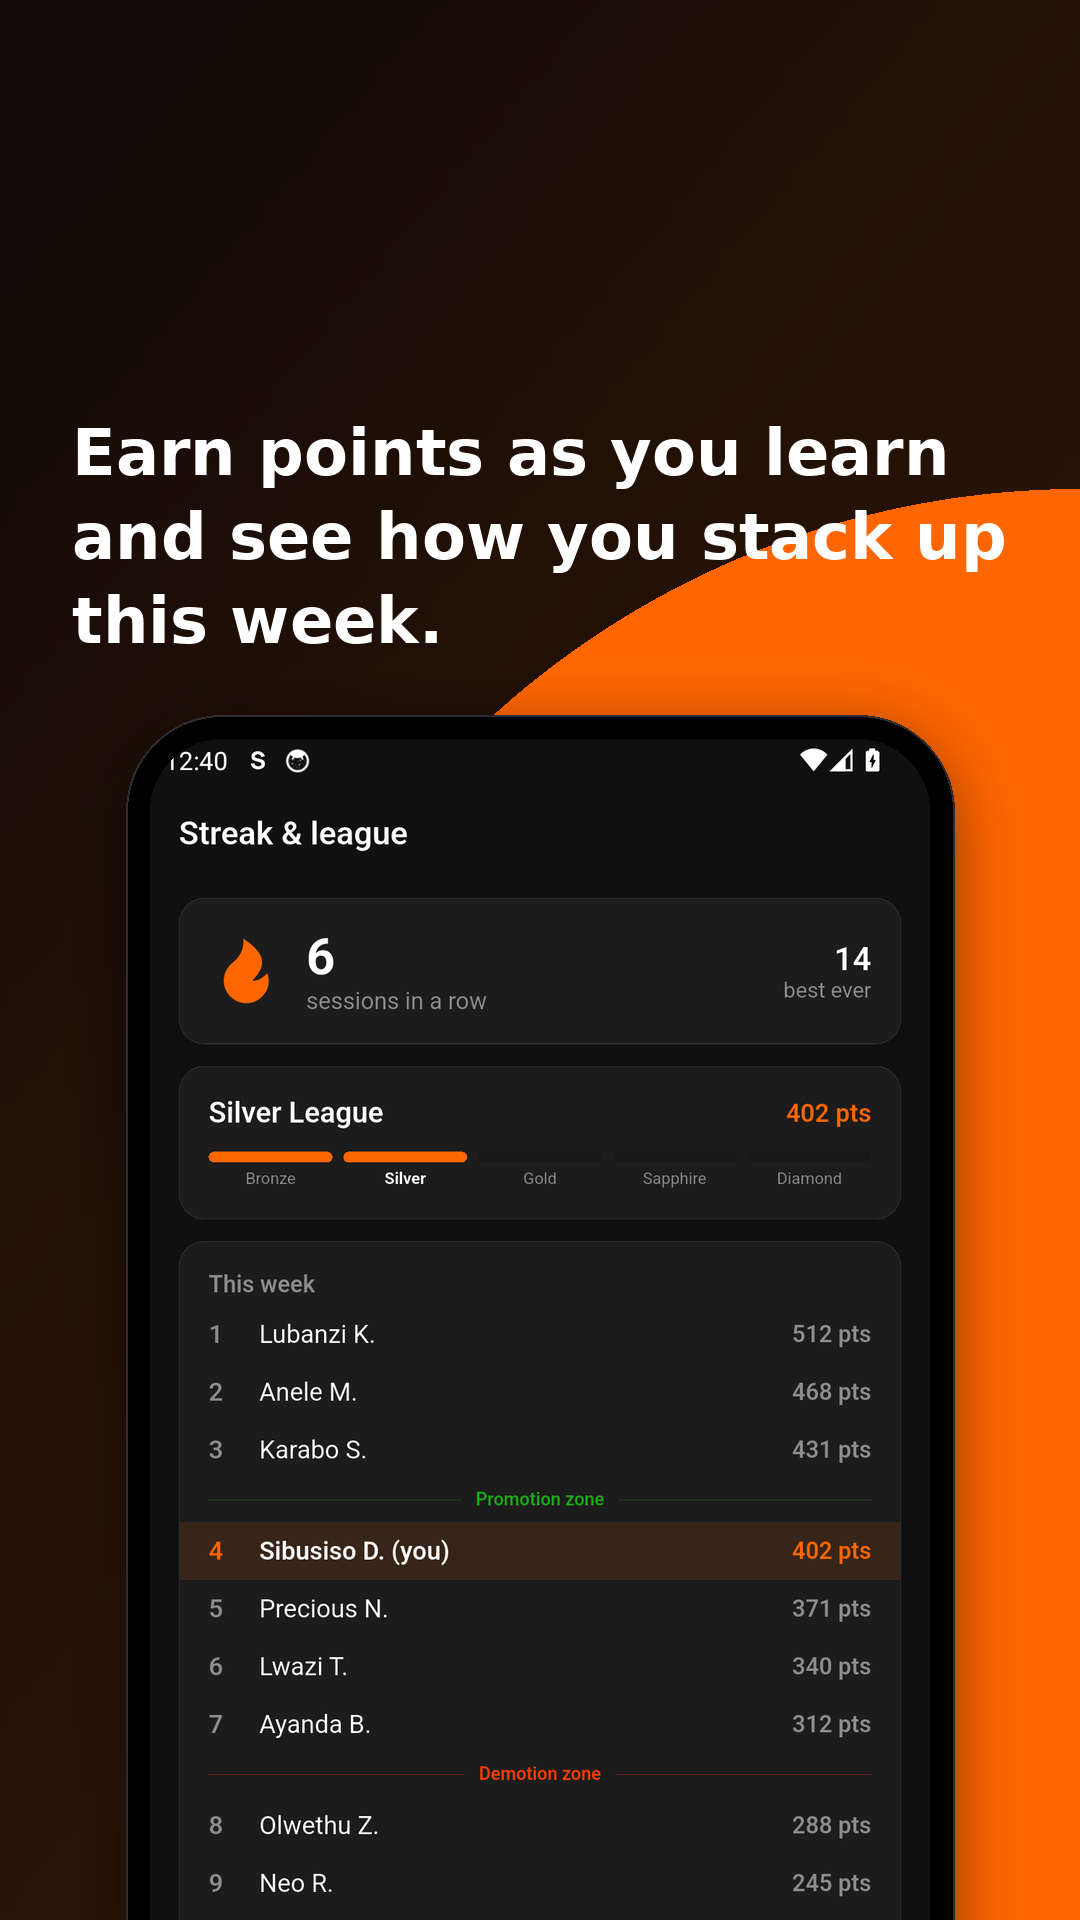 Earn points as you learn
and see how you stack up
this week.
12:40 S
Streak & league
6
sessions in a row
14
best ever
Silver League 402 pts
Bronze Silver Gold Sapphire Diamond
This week
1 Lubanzi K. 512 pts
2 Anele M. 468 pts
3 Karabo S. 431 pts
Promotion zone
4 Sibusiso D. (you) 402 pts
5 Precious N. 371 pts
6 Lwazi T. 340 pts
7 Ayanda B. 312 pts
Demotion zone
8 Olwethu Z. 288 pts
9 Neo R. 245 pts